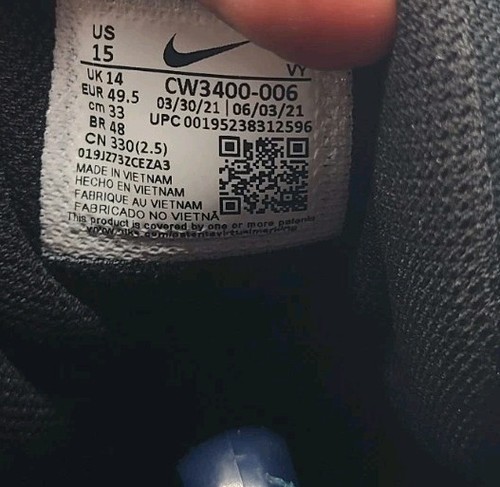 US
15
VY
UK 14
EUR 49.5
cm 33
BR 48
CN 330(2.5)
CW3400-006
03/30/21 | 06/03/21
UPC 00195238312596
019JZ73ZCEZA3
MADE IN VIETNAM
HECHO EN VIETNAM
FABRIQUE AU VIETNAM
FABRICADO NO VIETNÃ
This product is covered by one or more patents